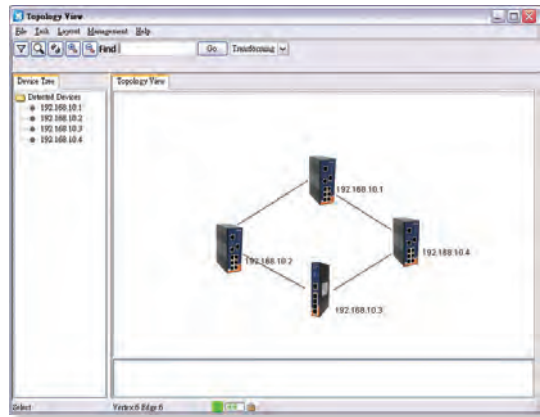 Topology View
File Task Layout Management Help
Find Go Transforming
Device Tree
Topology View
Detected Devices
192.168.10.1
192.168.10.2
192.168.10.3
192.168.10.4
192.168.10.1
192.168.10.2
192.168.10.4
192.168.10.3
Select Vertex:6 Edge:6